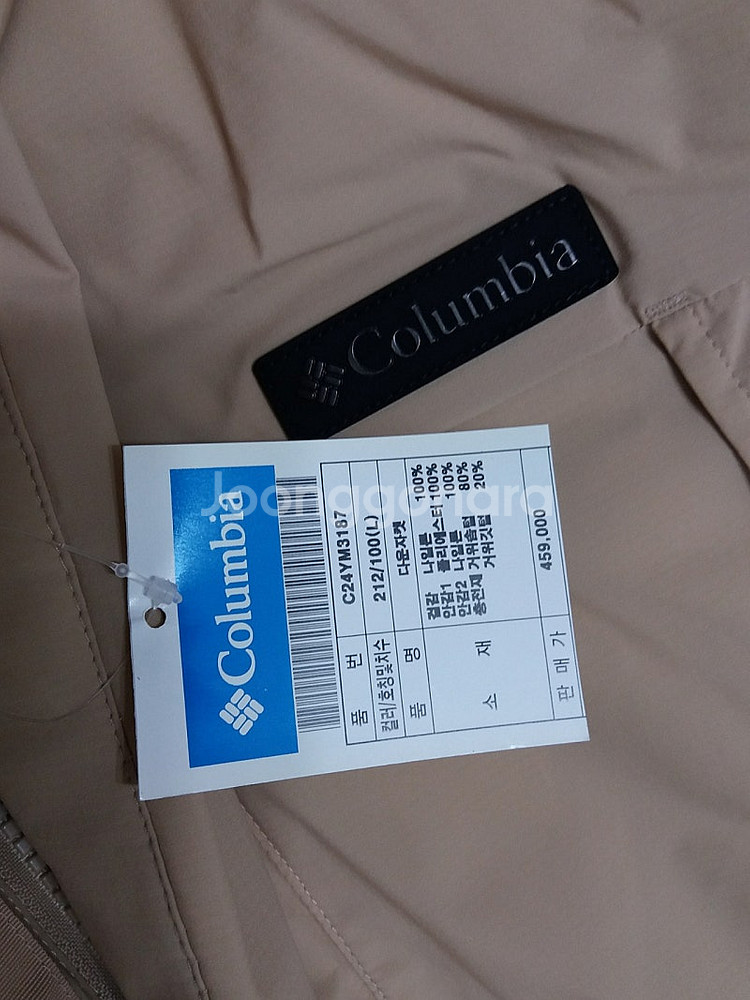 Columbia
Joonggonara
Columbia
품 번 C24YM3187
컬러/호칭및치수 212/100(L)
품 명 다운자켓
소 재 겉감 나일론 100%
안감1 폴리에스터 100%
안감2 나일론 100%
충전재 거위솜털 80%
거위깃털 20%
판 매 가 459,000